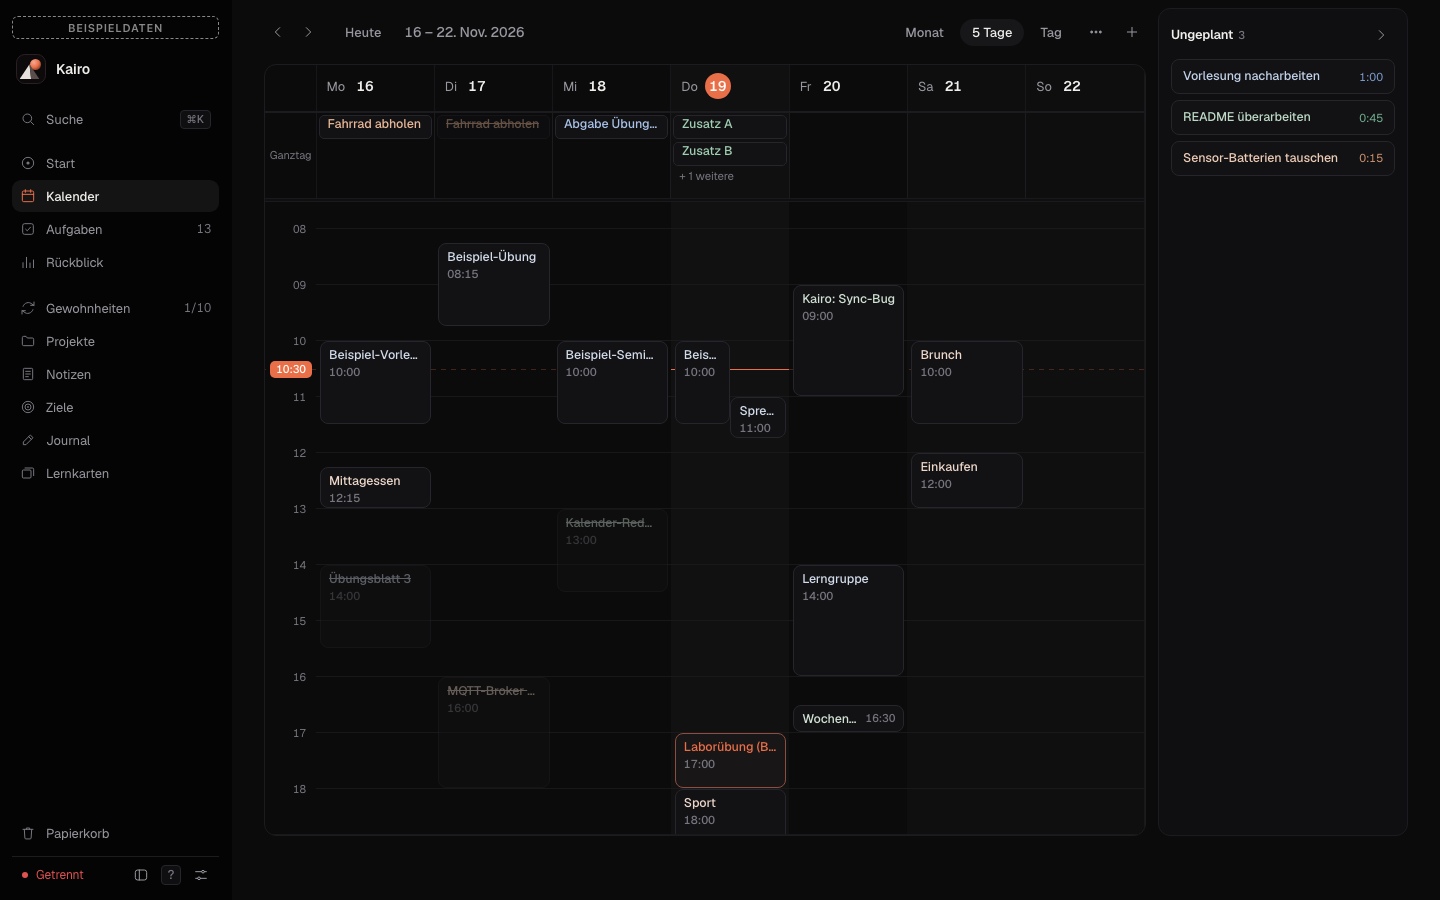 BEISPIELDATEN
Kairo
Suche ⌘K
Start
Kalender
Aufgaben 13
Rückblick
Gewohnheiten 1/10
Projekte
Notizen
Ziele
Journal
Lernkarten
Papierkorb
Getrennt ?
Heute 16 – 22. Nov. 2026 Monat 5 Tage Tag
Mo 16 Di 17 Mi 18 Do 19 Fr 20 Sa 21 So 22
Ganztag
Fahrrad abholen
Fahrrad abholen
Abgabe Übung…
Zusatz A
Zusatz B
+ 1 weitere
08
09
10
10:30
11
12
13
14
15
16
17
18
Beispiel-Vorle…
10:00
Mittagessen
12:15
Übungsblatt 3
14:00
Beispiel-Übung
08:15
MQTT-Broker …
16:00
Beispiel-Semi…
10:00
Kalender-Red…
13:00
Beis…
10:00
Spre…
11:00
Laborübung (B…
17:00
Sport
18:00
Kairo: Sync-Bug
09:00
Lerngruppe
14:00
Wochen… 16:30
Brunch
10:00
Einkaufen
12:00
Ungeplant 3
Vorlesung nacharbeiten 1:00
README überarbeiten 0:45
Sensor-Batterien tauschen 0:15